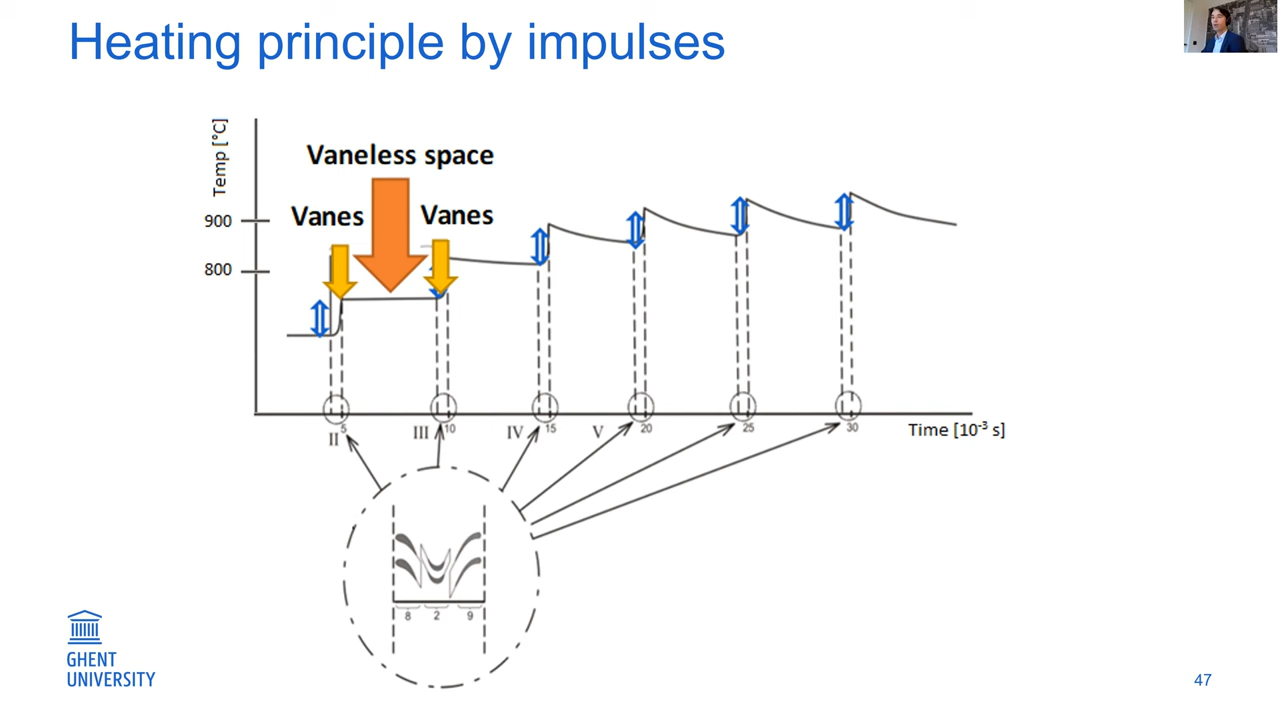 Heating principle by impulses
Temp [°C]
Vaneless space
Vanes
Vanes
900
800
II
5
III
10
IV
15
V
20
25
30
Time [10⁻³ s]
8
2
9
GHENT
UNIVERSITY
47